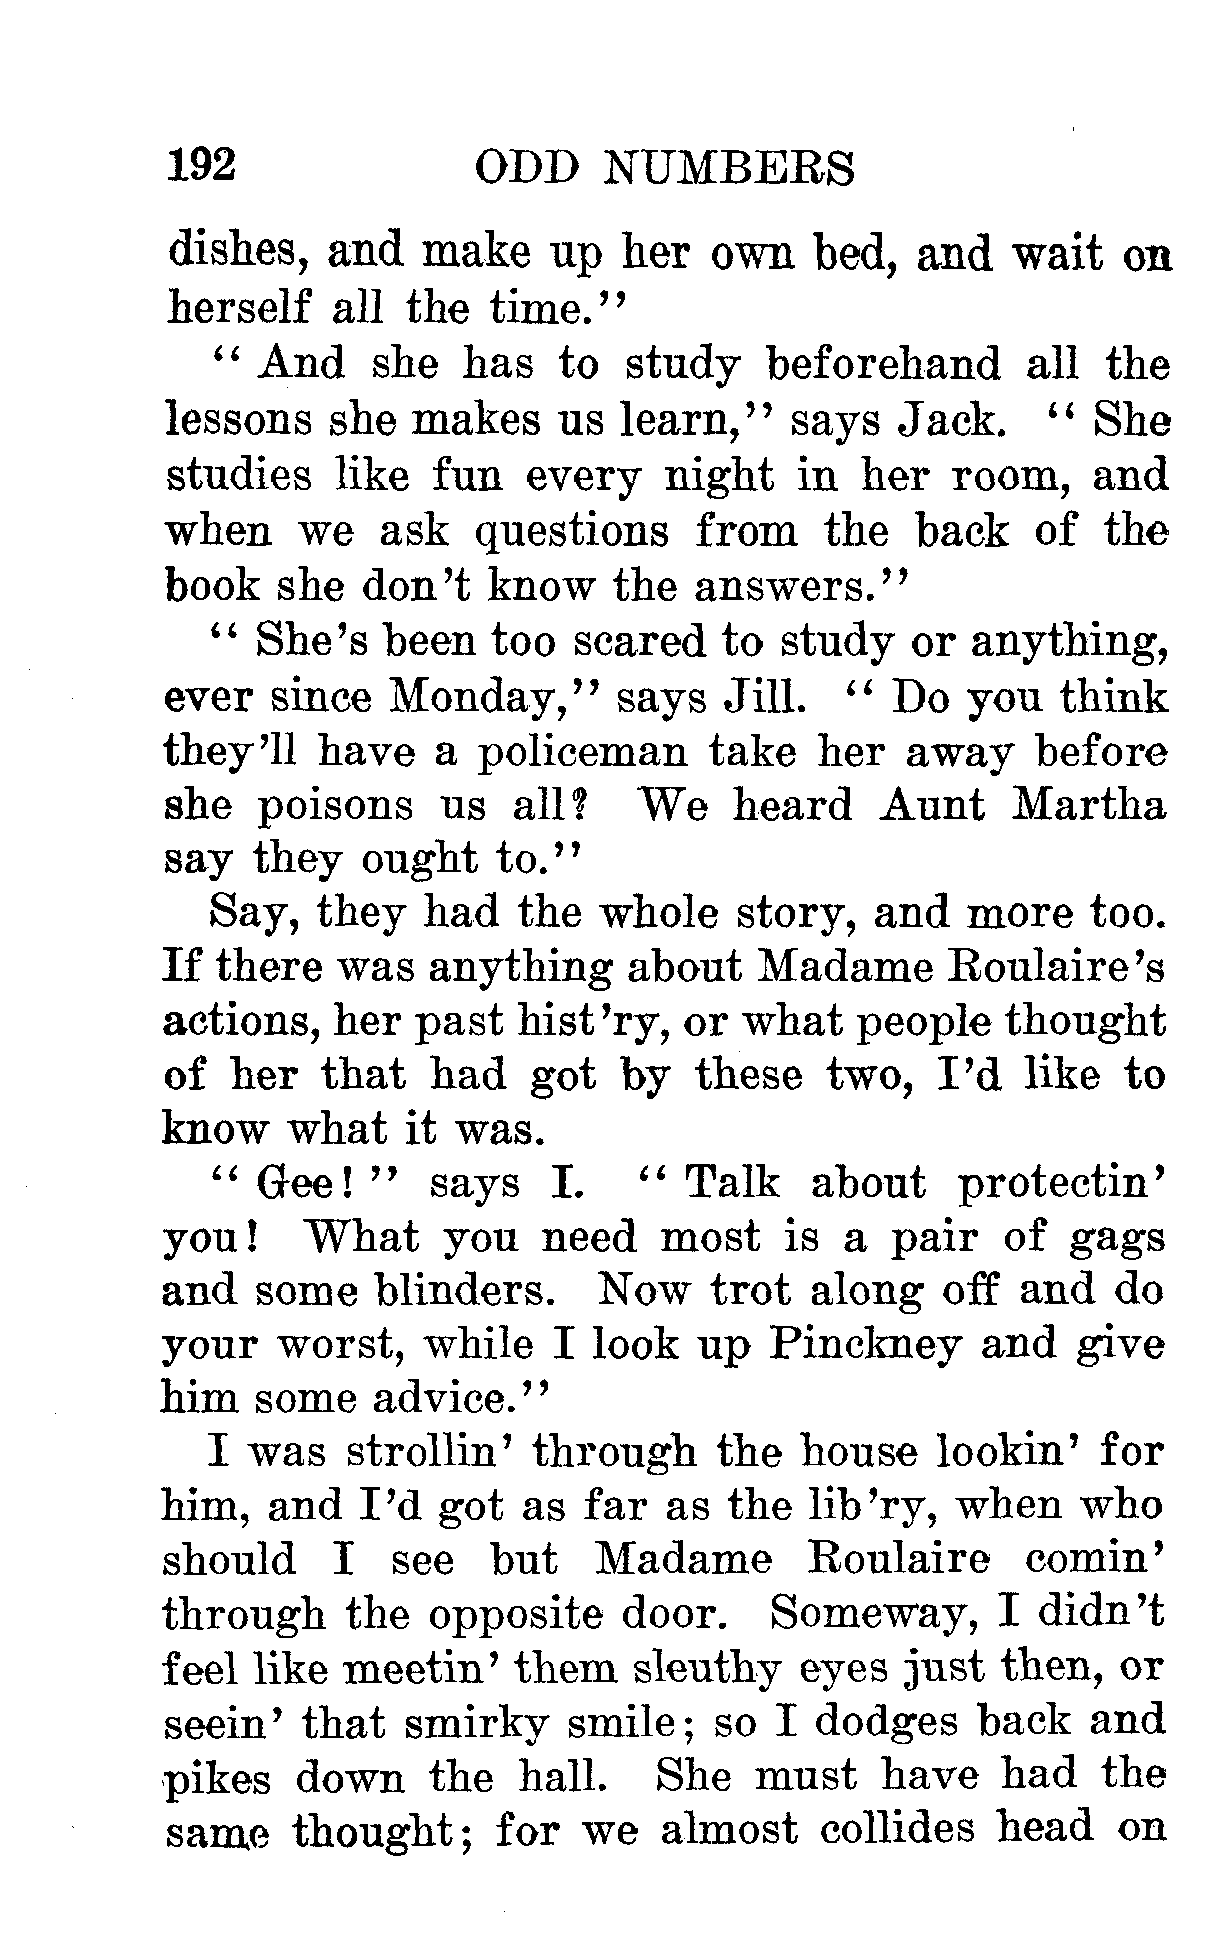 192 ODD NUMBERS
dishes, and make up her own bed, and wait on
herself all the time."
" And she has to study beforehand all the
lessons she makes us learn," says Jack. " She
studies like fun every night in her room, and
when we ask questions from the back of the
book she don't know the answers."
" She's been too scared to study or anything,
ever since Monday," says Jill. " Do you think
they'll have a policeman take her away before
she poisons us all? We heard Aunt Martha
say they ought to."
Say, they had the whole story, and more too.
If there was anything about Madame Roulaire's
actions, her past hist'ry, or what people thought
of her that had got by these two, I'd like to
know what it was.
" Gee! " says I. " Talk about protectin'
you! What you need most is a pair of gags
and some blinders. Now trot along off and do
your worst, while I look up Pinckney and give
him some advice."
I was strollin' through the house lookin' for
him, and I'd got as far as the lib'ry, when who
should I see but Madame Roulaire comin'
through the opposite door. Someway, I didn't
feel like meetin' them sleuthy eyes just then, or
seein' that smirky smile; so I dodges back and
pikes down the hall. She must have had the
same thought; for we almost collides head on